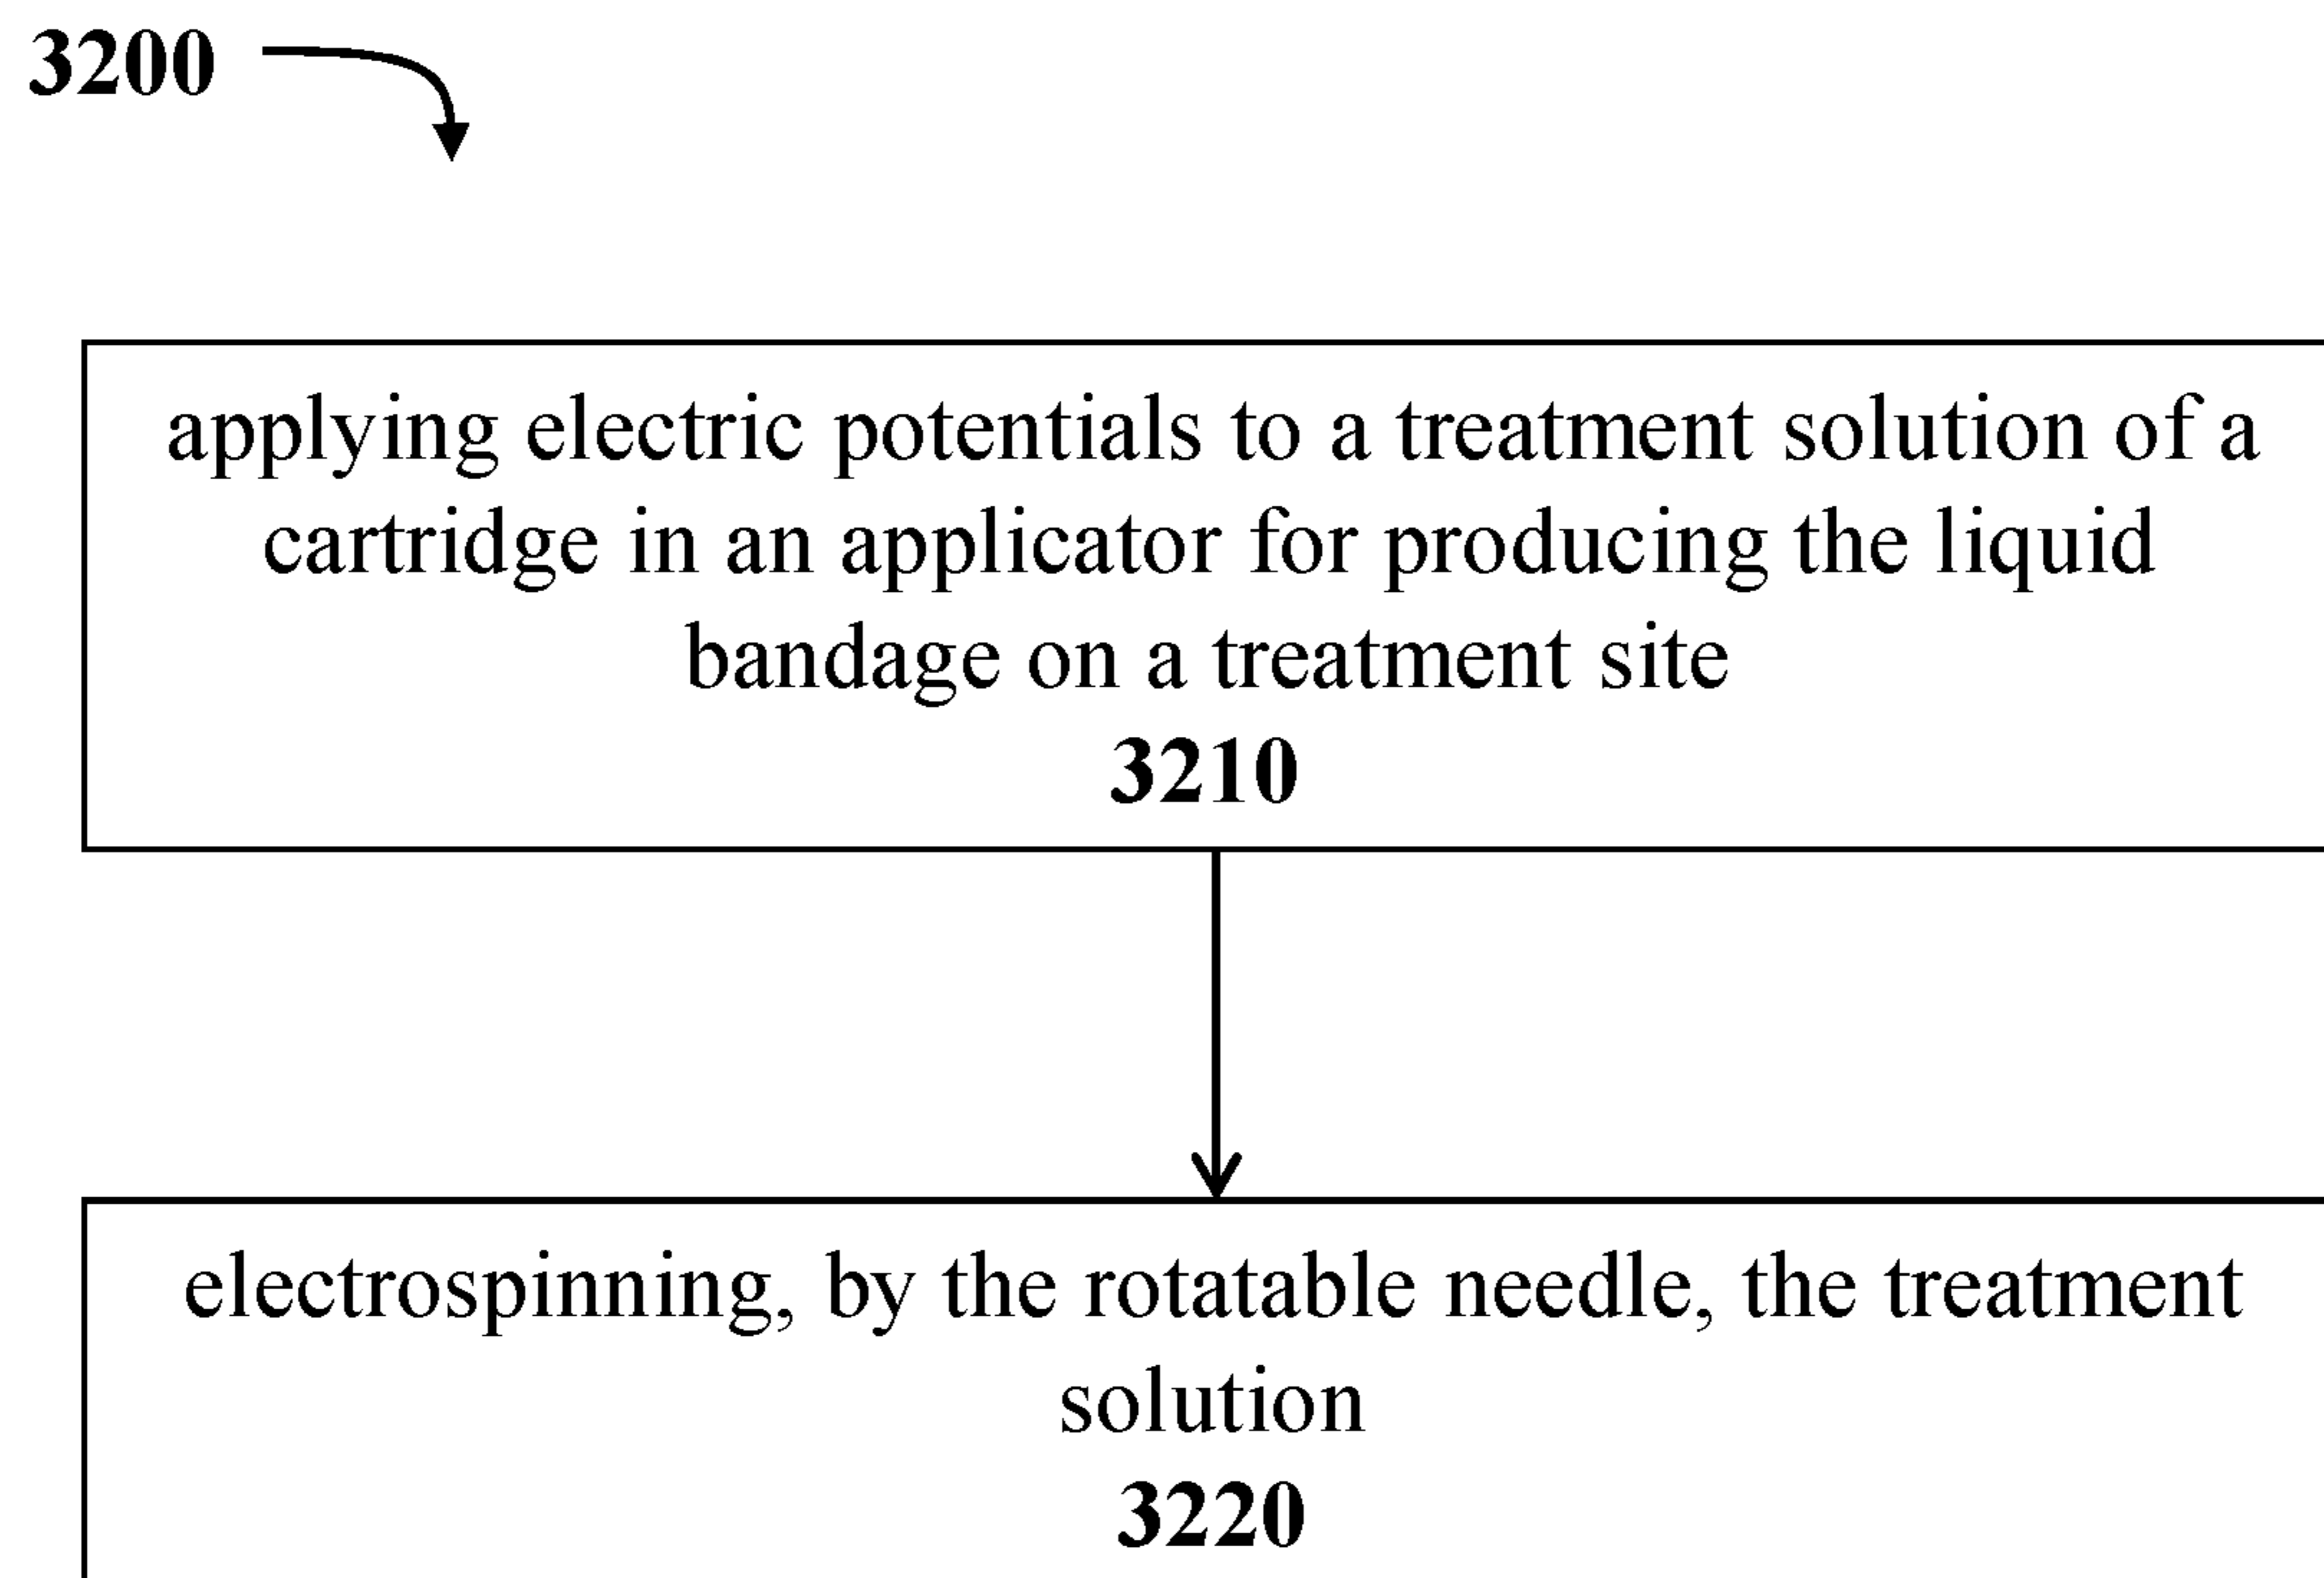 3200
applying electric potentials to a treatment solution of a
cartridge in an applicator for producing the liquid
bandage on a treatment site
3210
electrospinning, by the rotatable needle, the treatment
solution
3220